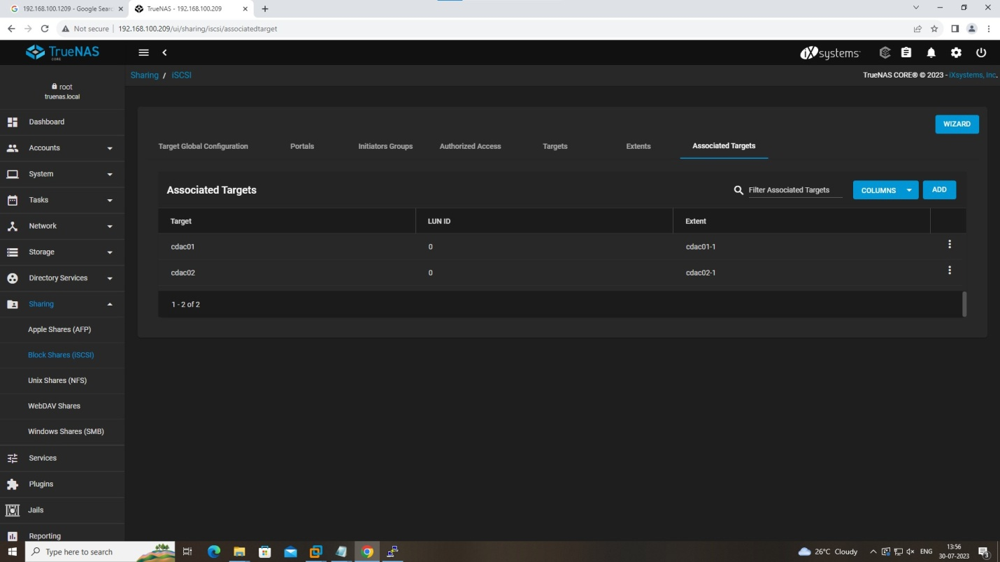 192.168.100.1209 - Google Searc
TrueNAS - 192.168.100.209
Not secure 192.168.100.209/ui/sharing/iscsi/associatedtarget
TrueNAS
CORE
iXsystems
Sharing / iSCSI
TrueNAS CORE® © 2023 - iXsystems, Inc.
root
truenas.local
Dashboard
Accounts
System
Tasks
Network
Storage
Directory Services
Sharing
Apple Shares (AFP)
Block Shares (iSCSI)
Unix Shares (NFS)
WebDAV Shares
Windows Shares (SMB)
Services
Plugins
Jails
Reporting
WIZARD
Target Global Configuration Portals Initiators Groups Authorized Access Targets Extents Associated Targets
Associated Targets
Filter Associated Targets
COLUMNS
ADD
Target LUN ID Extent
cdac01 0 cdac01-1
cdac02 0 cdac02-1
1 - 2 of 2
Type here to search
26°C Cloudy
ENG
13:56
30-07-2023
3